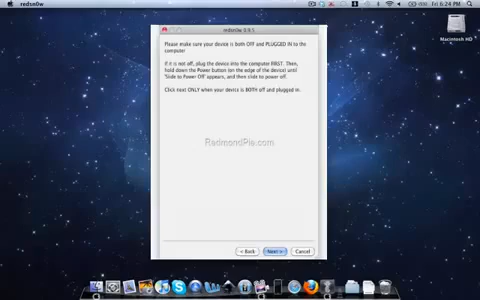 redsn0w
Fri 6:24 PM
redsn0w 0.9.5
Please make sure your device is both Off and PLUGGED IN to the
computer
If it is not off, plug the device into the computer FIRST. Then,
hold down the Power button (on the edge of the device) until
'Slide to Power Off' appears, and then slide to power off.
Click next ONLY when your device is BOTH off and plugged in.
RedmondPie.com
< Back
Next >
Cancel
Macintosh HD